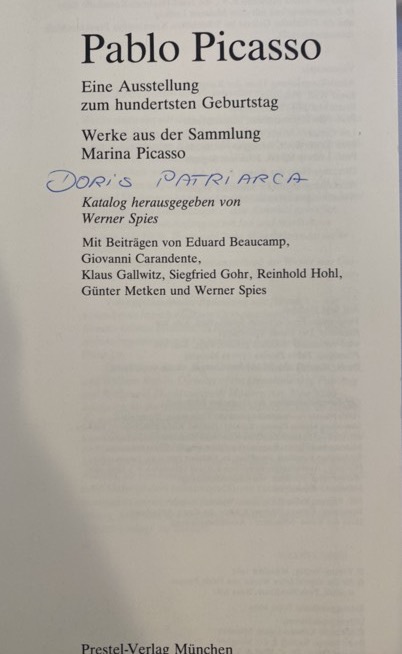 Pablo Picasso
Eine Ausstellung
zum hundertsten Geburtstag
Werke aus der Sammlung
Marina Picasso
DORiS PATRiARCA
Katalog herausgegeben von
Werner Spies
Mit Beiträgen von Eduard Beaucamp,
Giovanni Carandente,
Klaus Gallwitz, Siegfried Gohr, Reinhold Hohl,
Günter Metken und Werner Spies
Prestel-Verlag München